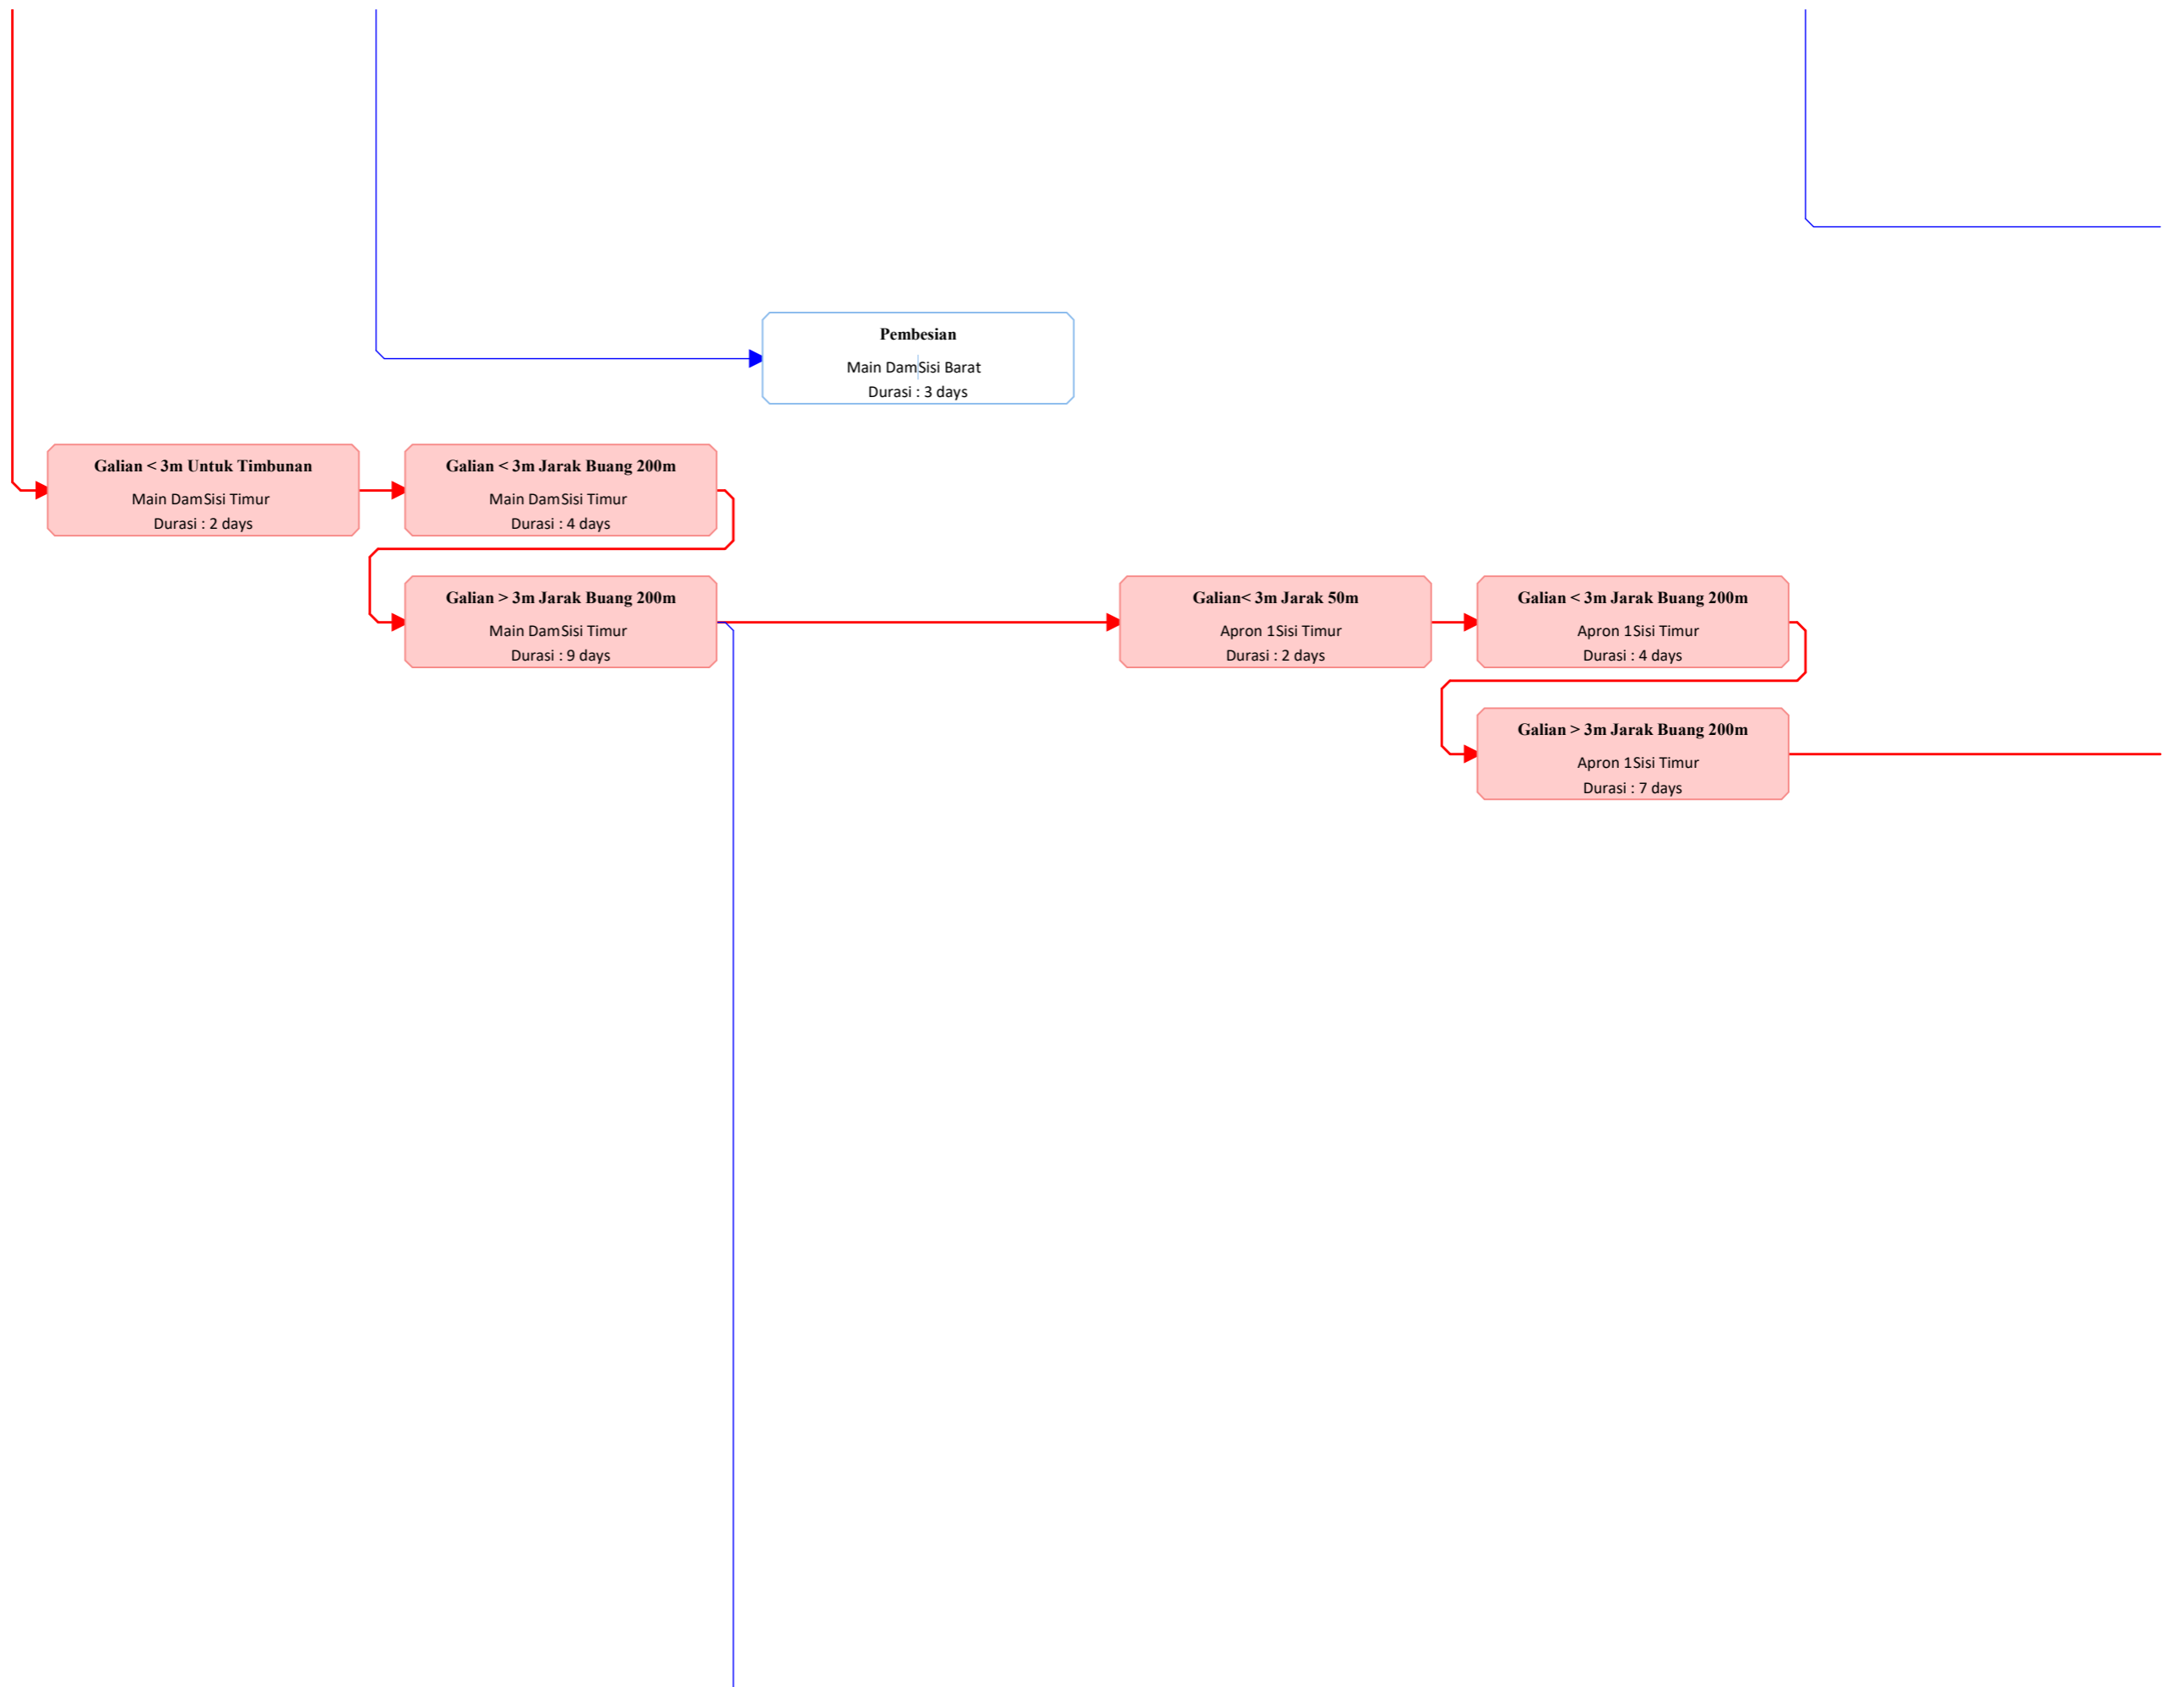 Pembesian
Main Dam Sisi Barat
Durasi : 3 days
Galian < 3m Untuk Timbunan
Main Dam Sisi Timur
Durasi : 2 days
Galian < 3m Jarak Buang 200m
Main Dam Sisi Timur
Durasi : 4 days
Galian > 3m Jarak Buang 200m
Main Dam Sisi Timur
Durasi : 9 days
Galian< 3m Jarak 50m
Apron 1 Sisi Timur
Durasi : 2 days
Galian < 3m Jarak Buang 200m
Apron 1 Sisi Timur
Durasi : 4 days
Galian > 3m Jarak Buang 200m
Apron 1 Sisi Timur
Durasi : 7 days